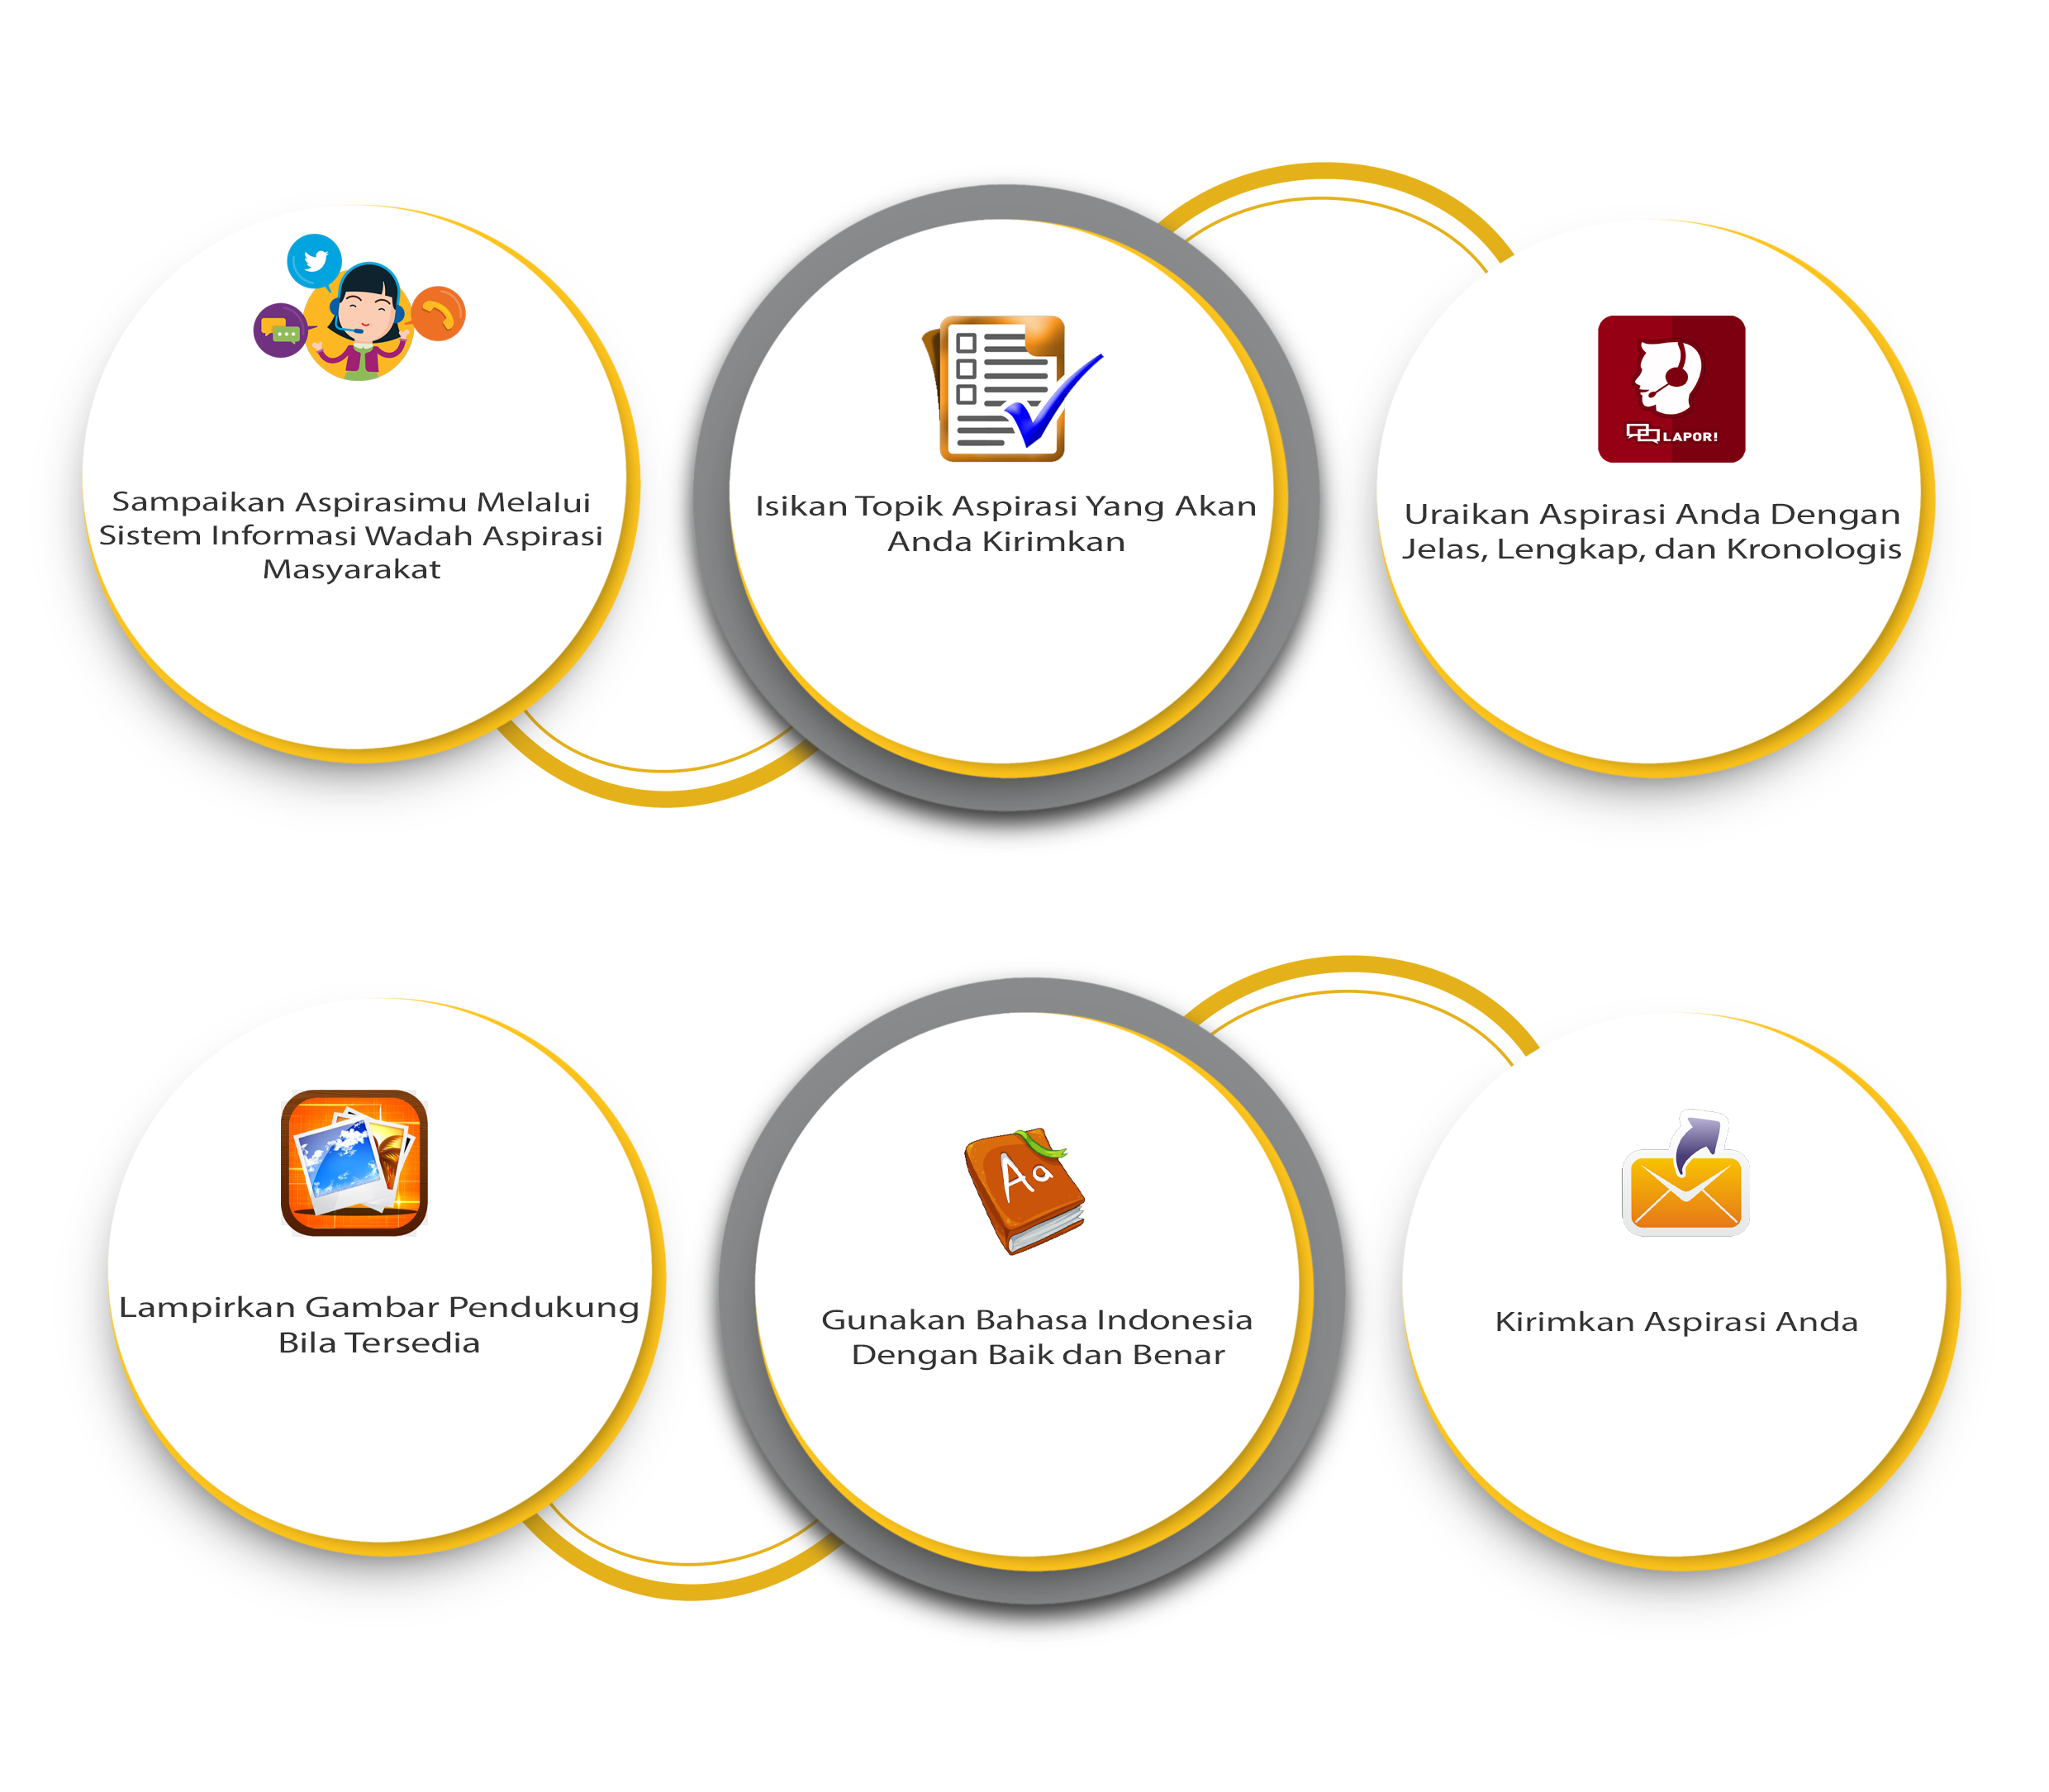 Sampaikan Aspirasimu Melalui
Sistem Informasi Wadah Aspirasi
Masyarakat
Isikan Topik Aspirasi Yang Akan
Anda Kirimkan
LAPOR!
Uraikan Aspirasi Anda Dengan
Jelas, Lengkap, dan Kronologis
Lampirkan Gambar Pendukung
Bila Tersedia
Aa
Gunakan Bahasa Indonesia
Dengan Baik dan Benar
Kirimkan Aspirasi Anda